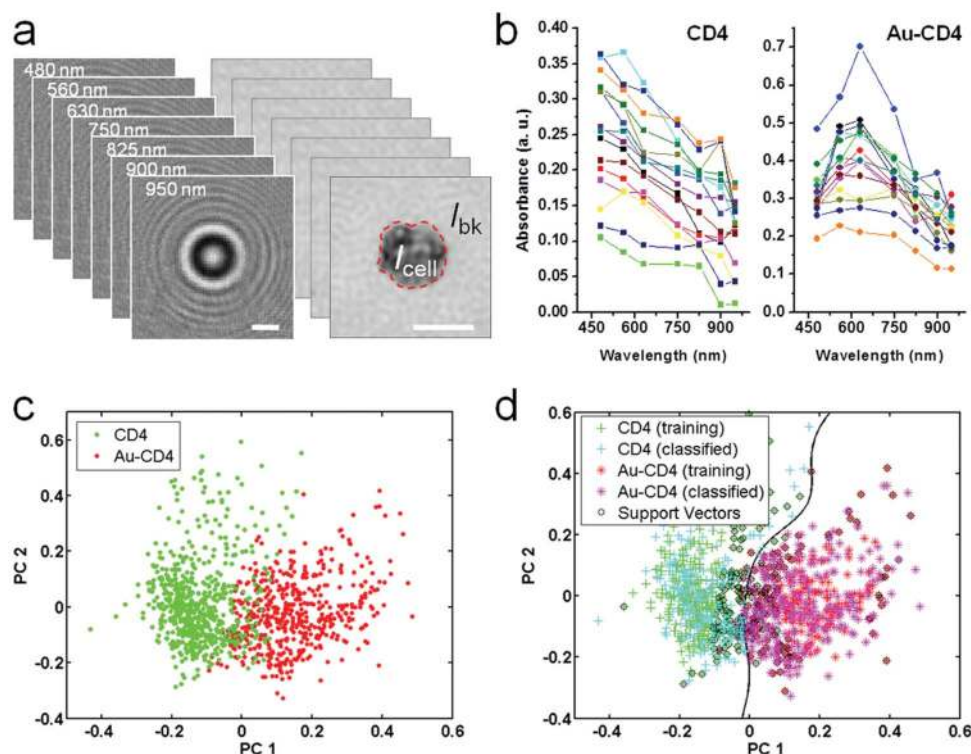 a
480 nm
560 nm
630 nm
750 nm
825 nm
900 nm
950 nm
I bk
I cell
b
CD4
Au-CD4
Absorbance (a. u.)
0.40
0.35
0.30
0.25
0.20
0.15
0.10
0.05
0.00
450 600 750 900
Wavelength (nm)
0.7
0.6
0.5
0.4
0.3
0.2
0.1
0.0
450 600 750 900
Wavelength (nm)
c
CD4
Au-CD4
PC 2
0.6
0.4
0.2
0
-0.2
-0.4
-0.4 -0.2 0 0.2 0.4 0.6
PC 1
d
CD4 (training)
CD4 (classified)
Au-CD4 (training)
Au-CD4 (classified)
Support Vectors
PC 2
0.6
0.4
0.2
0
-0.2
-0.4
-0.4 -0.2 0 0.2 0.4 0.6
PC 1